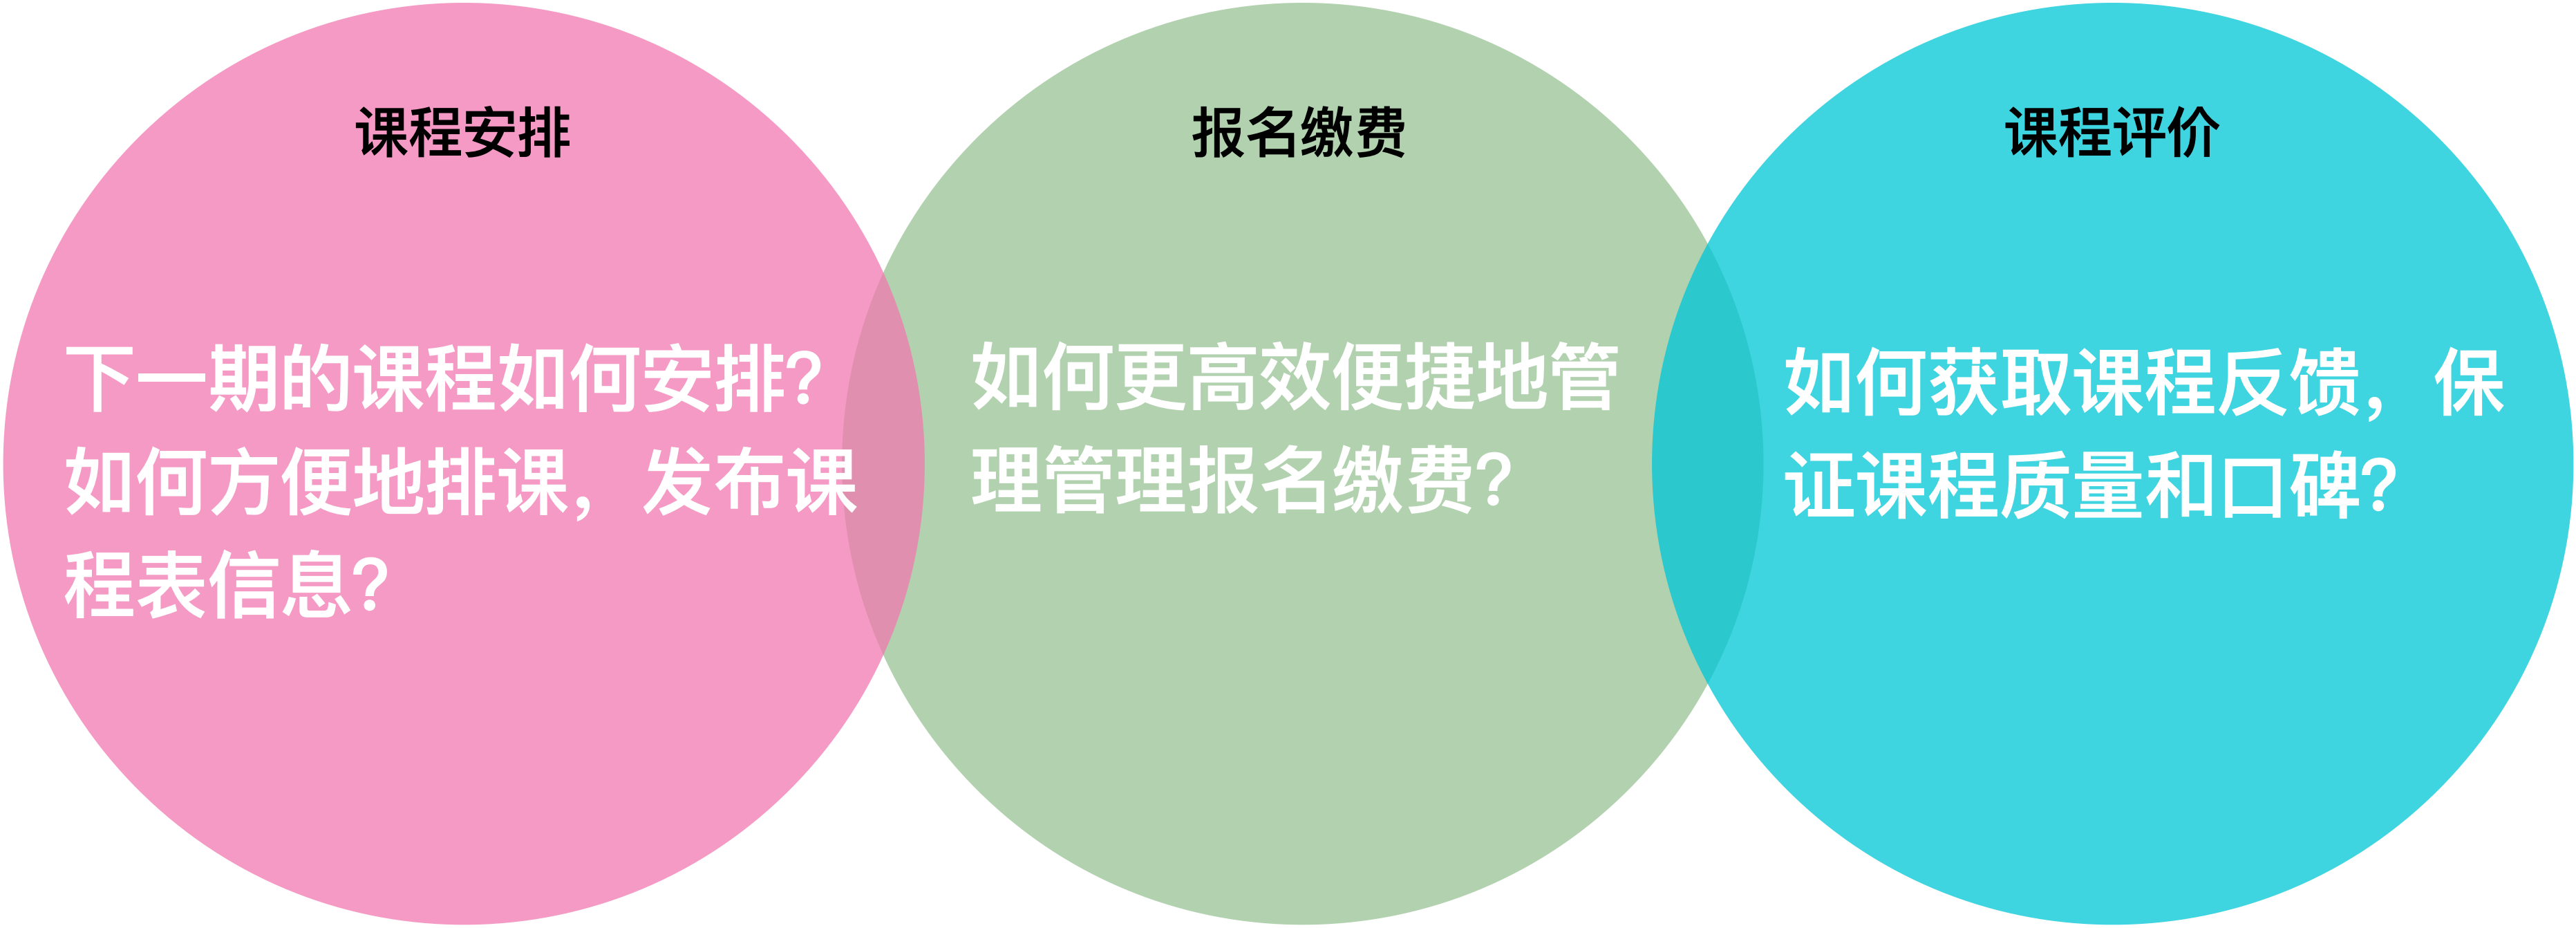 课程安排
下一期的课程如何安排?
如何方便地排课，发布课
程表信息?
报名缴费
如何更高效便捷地管
理管理报名缴费?
课程评价
如何获取课程反馈，保
证课程质量和口碑?